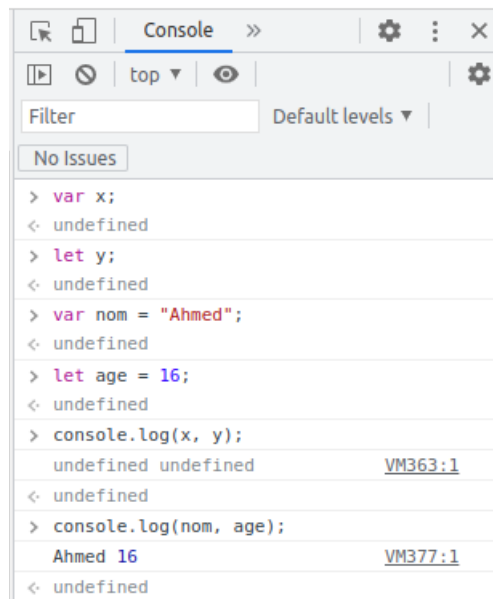 Console »
top ▼
Filter Default levels ▼
No Issues
> var x;
<· undefined
> let y;
<· undefined
> var nom = "Ahmed";
<· undefined
> let age = 16;
<· undefined
> console.log(x, y);
undefined undefined VM363:1
<· undefined
> console.log(nom, age);
Ahmed 16 VM377:1
<· undefined